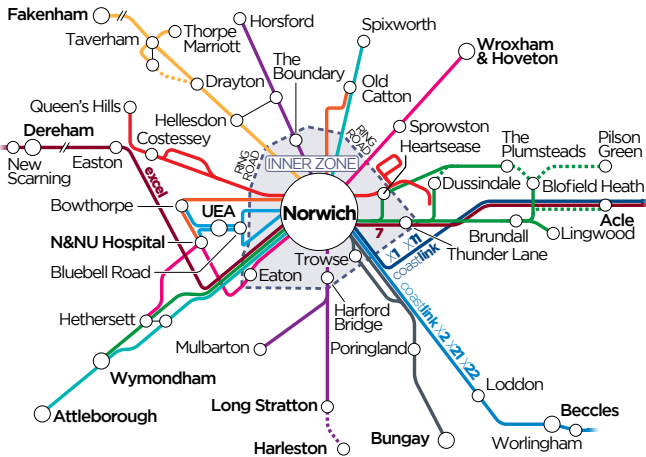 Fakenham
Taverham
Thorpe
Marriott
Horsford
Spixworth
Wroxham
& Hoveton
The
Boundary
Drayton
Old
Catton
Queen's Hills
Hellesdon
Costessey
Sprowston
Heartsease
RING
ROAD
RING
ROAD
INNER ZONE
Dereham
New
Scarning
Easton
excel
The
Plumsteads
Pilson
Green
Dussindale
Blofield Heath
Bowthorpe
UEA
Norwich
7
Acle
N&NU Hospital
X1 X11
coastlink
Brundall
Lingwood
Thunder Lane
Bluebell Road
Eaton
Trowse
Hethersett
Harford
Bridge
coastlink X2 X21 X22
Mulbarton
Poringland
Wymondham
Loddon
Attleborough
Long Stratton
Beccles
Harleston
Bungay
Worlingham